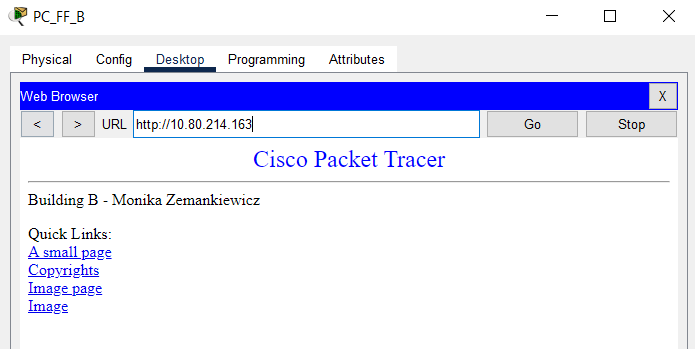 PC_FF_B
Physical Config Desktop Programming Attributes
Web Browser X
< > URL http://10.80.214.163 Go Stop
Cisco Packet Tracer
Building B - Monika Zemankiewicz
Quick Links:
A small page
Copyrights
Image page
Image